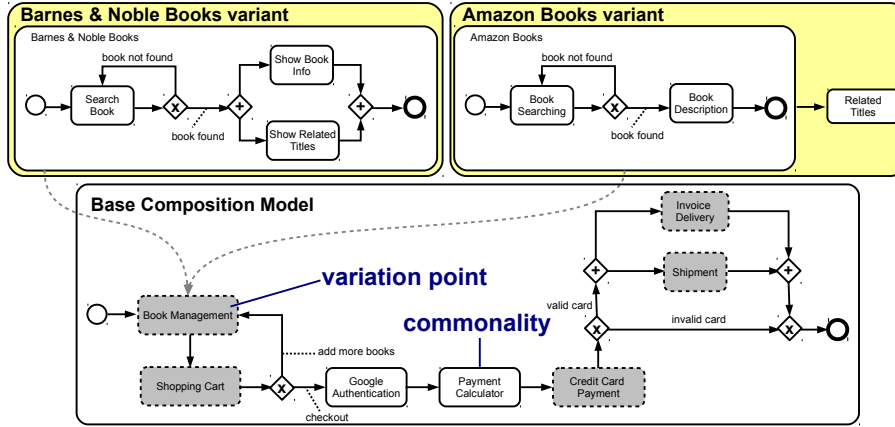 Barnes & Noble Books variant
Barnes & Noble Books
book not found
Search
Book
X
book found
+
Show Book
Info
Show Related
Titles
+
Amazon Books variant
Amazon Books
book not found
Book
Searching
X
book found
Book
Description
Related
Titles
Base Composition Model
variation point
Book Management
Shopping Cart
X
add more books
checkout
Google
Authentication
commonality
Payment
Calculator
Credit Card
Payment
valid card
X
invalid card
+
Invoice
Delivery
Shipment
+
X